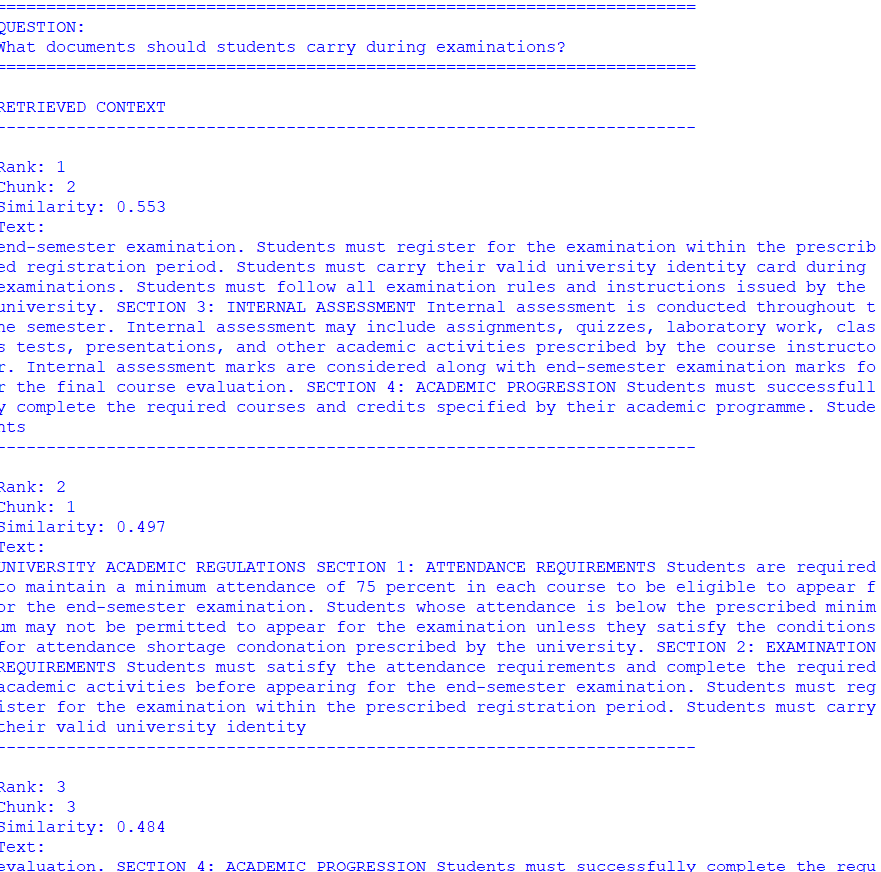 ======================================================================
QUESTION:
What documents should students carry during examinations?
======================================================================
RETRIEVED CONTEXT
----------------------------------------------------------------------
Rank: 1
Chunk: 2
Similarity: 0.553
Text:
end-semester examination. Students must register for the examination within the prescrib
ed registration period. Students must carry their valid university identity card during
examinations. Students must follow all examination rules and instructions issued by the
university. SECTION 3: INTERNAL ASSESSMENT Internal assessment is conducted throughout t
he semester. Internal assessment may include assignments, quizzes, laboratory work, clas
s tests, presentations, and other academic activities prescribed by the course instructo
r. Internal assessment marks are considered along with end-semester examination marks fo
r the final course evaluation. SECTION 4: ACADEMIC PROGRESSION Students must successfull
y complete the required courses and credits specified by their academic programme. Stude
nts
----------------------------------------------------------------------
Rank: 2
Chunk: 1
Similarity: 0.497
Text:
UNIVERSITY ACADEMIC REGULATIONS SECTION 1: ATTENDANCE REQUIREMENTS Students are required
to maintain a minimum attendance of 75 percent in each course to be eligible to appear f
or the end-semester examination. Students whose attendance is below the prescribed minim
um may not be permitted to appear for the examination unless they satisfy the conditions
for attendance shortage condonation prescribed by the university. SECTION 2: EXAMINATION
REQUIREMENTS Students must satisfy the attendance requirements and complete the required
academic activities before appearing for the end-semester examination. Students must reg
ister for the examination within the prescribed registration period. Students must carry
their valid university identity
----------------------------------------------------------------------
Rank: 3
Chunk: 3
Similarity: 0.484
Text:
evaluation. SECTION 4: ACADEMIC PROGRESSION Students must successfully complete the requ